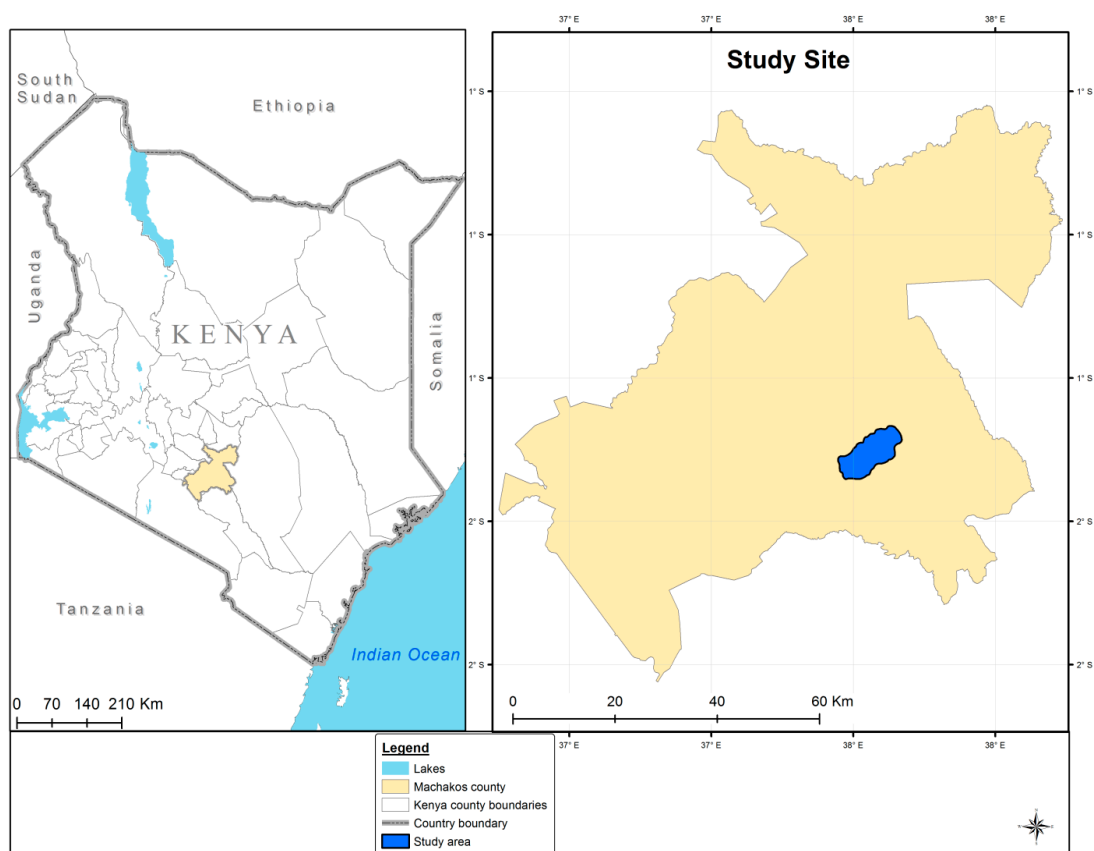 South
Sudan
Ethiopia
Uganda
KENYA
Somalia
Tanzania
Indian Ocean
0 70 140 210 Km
37° E 37° E 38° E 38° E
Study Site
1° S 1° S
1° S 1° S
1° S 1° S
2° S 2° S
2° S 2° S
0 20 40 60 Km
37° E 37° E 38° E 38° E
Legend
Lakes
Machakos county
Kenya county boundaries
Country boundary
Study area